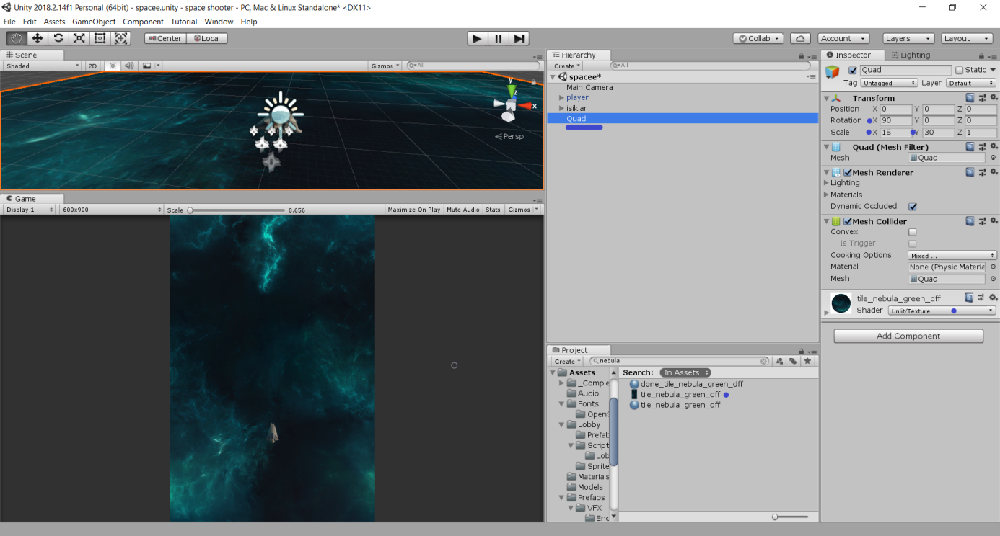 Unity 2018.2.14f1 Personal (64bit) - spacee.unity - space shooter - PC, Mac & Linux Standalone* <DX11>
File Edit Assets GameObject Component Tutorial Window Help
Center Local Collab Account Layers Layout
Scene
Shaded 2D Gizmos All
y
z
x
Persp
Game
Display 1 600x900 Scale 0.656 Maximize On Play Mute Audio Stats Gizmos
Hierarchy
Create All
spacee*
Main Camera
player
isiklar
Quad
Project
Create nebula
Assets
_Comple
Audio
Fonts
OpenS
Lobby
Prefab
Script
Lob
Sprite
Materials
Models
Prefabs
VFX
Enc
Search: In Assets
done_tile_nebula_green_dff
tile_nebula_green_dff
tile_nebula_green_dff
Inspector Lighting
Quad Static
Tag Untagged Layer Default
Transform
Position X 0 Y 0 Z 0
Rotation X 90 Y 0 Z 0
Scale X 15 Y 30 Z 1
Quad (Mesh Filter)
Mesh Quad
Mesh Renderer
Lighting
Materials
Dynamic Occluded
Mesh Collider
Convex
Is Trigger
Cooking Options Mixed ...
Material None (Physic Materia
Mesh Quad
tile_nebula_green_dff
Shader Unlit/Texture
Add Component